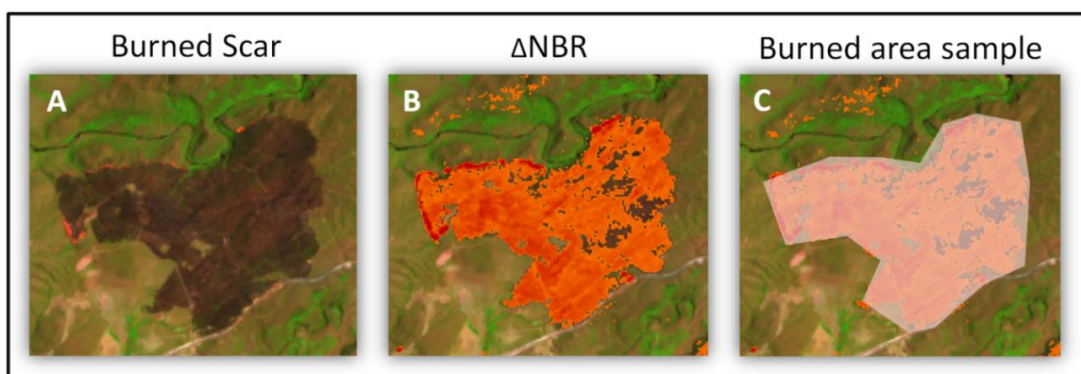 Burned Scar
ΔNBR
Burned area sample
A
B
C